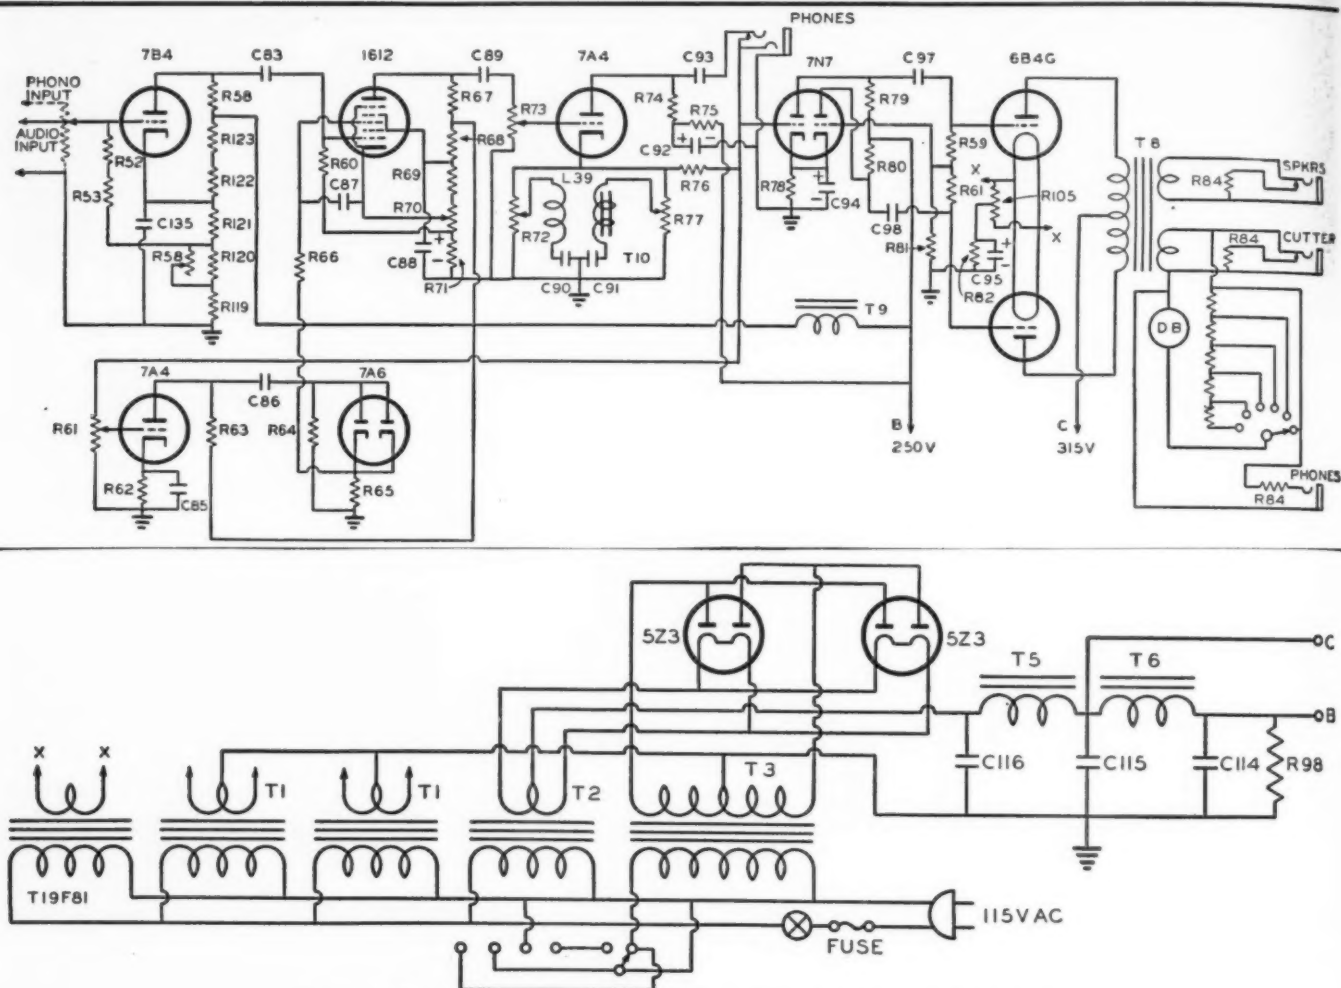 PHONES
7B4
C83
1612
C89
7A4
C93
7N7
C97
6B4G
PHONO
INPUT
AUDIO
INPUT
R58
R67
R73
R74
R75
R79
R59
T8
SPKRS
R84
R52
R123
R60
R68
C92
R80
R53
R122
C87
R69
L39
R76
R78
C94
R61
X
R105
C135
R121
R70
R72
R77
C98
R81
X
CUTTER
R84
R58
R120
R66
C88
R71
T10
C90
C91
R82
C95
R119
T9
DB
7A4
C86
7A6
R61
R63
R64
B
250V
C
315V
R62
C85
R65
PHONES
R84
5Z3
5Z3
C
T5
T6
B
X
X
T1
T1
T2
T3
C116
C115
C114
R98
T19F81
115VAC
FUSE